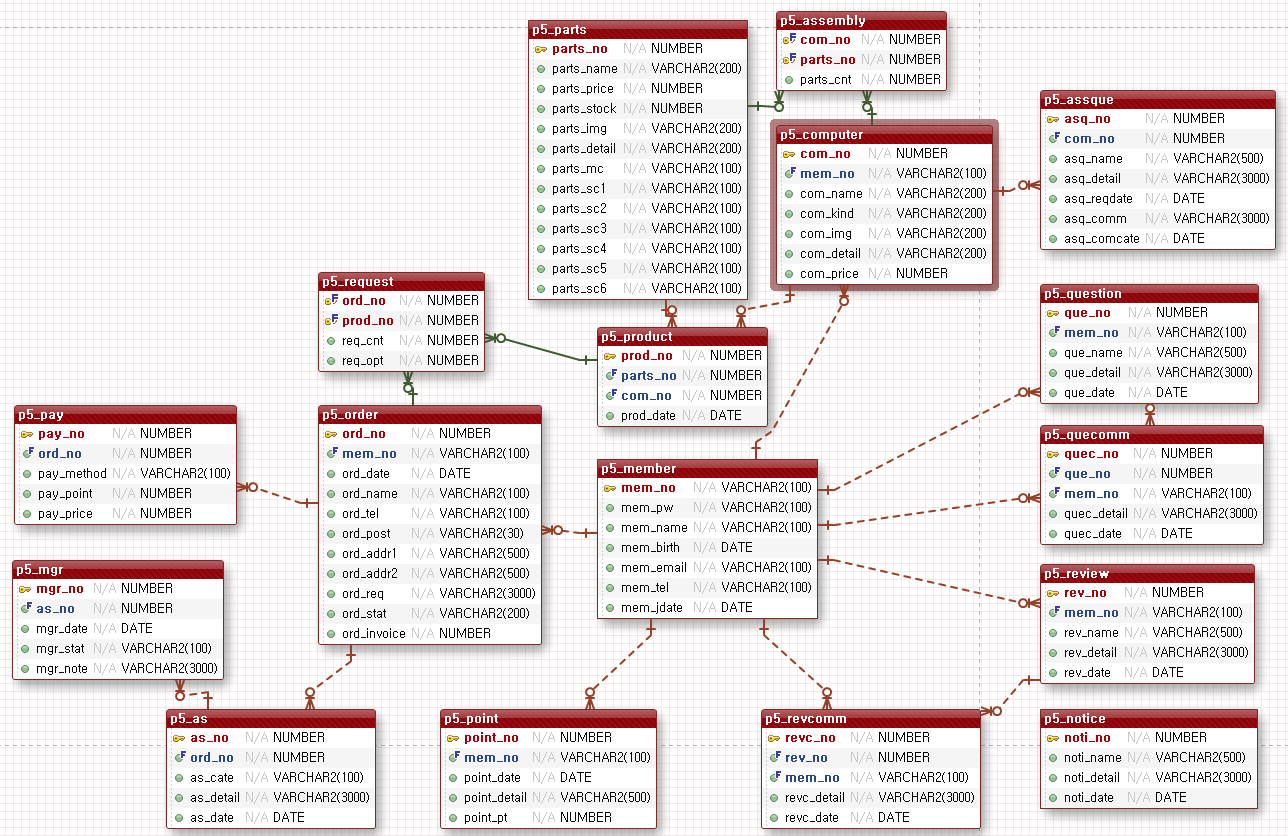 p5_parts
parts_no N/A NUMBER
parts_name N/A VARCHAR2(200)
parts_price N/A NUMBER
parts_stock N/A NUMBER
parts_img N/A VARCHAR2(200)
parts_detail N/A VARCHAR2(200)
parts_mc N/A VARCHAR2(100)
parts_sc1 N/A VARCHAR2(100)
parts_sc2 N/A VARCHAR2(100)
parts_sc3 N/A VARCHAR2(100)
parts_sc4 N/A VARCHAR2(100)
parts_sc5 N/A VARCHAR2(100)
parts_sc6 N/A VARCHAR2(100)
p5_assembly
com_no N/A NUMBER
parts_no N/A NUMBER
parts_cnt N/A NUMBER
p5_computer
com_no N/A NUMBER
mem_no N/A VARCHAR2(100)
com_name N/A VARCHAR2(200)
com_kind N/A VARCHAR2(200)
com_img N/A VARCHAR2(200)
com_detail N/A VARCHAR2(200)
com_price N/A NUMBER
p5_assque
asq_no N/A NUMBER
com_no N/A NUMBER
asq_name N/A VARCHAR2(500)
asq_detail N/A VARCHAR2(3000)
asq_reqdate N/A DATE
asq_comm N/A VARCHAR2(3000)
asq_comcate N/A DATE
p5_request
ord_no N/A NUMBER
prod_no N/A NUMBER
req_cnt N/A NUMBER
req_opt N/A NUMBER
p5_product
prod_no N/A NUMBER
parts_no N/A NUMBER
com_no N/A NUMBER
prod_date N/A DATE
p5_question
que_no N/A NUMBER
mem_no N/A VARCHAR2(100)
que_name N/A VARCHAR2(500)
que_detail N/A VARCHAR2(3000)
que_date N/A DATE
p5_pay
pay_no N/A NUMBER
ord_no N/A NUMBER
pay_method N/A VARCHAR2(100)
pay_point N/A NUMBER
pay_price N/A NUMBER
p5_order
ord_no N/A NUMBER
mem_no N/A VARCHAR2(100)
ord_date N/A DATE
ord_name N/A VARCHAR2(100)
ord_tel N/A VARCHAR2(100)
ord_post N/A VARCHAR2(30)
ord_addr1 N/A VARCHAR2(500)
ord_addr2 N/A VARCHAR2(500)
ord_req N/A VARCHAR2(3000)
ord_stat N/A VARCHAR2(200)
ord_invoice N/A NUMBER
p5_member
mem_no N/A VARCHAR2(100)
mem_pw N/A VARCHAR2(100)
mem_name N/A VARCHAR2(100)
mem_birth N/A DATE
mem_email N/A VARCHAR2(100)
mem_tel N/A VARCHAR2(100)
mem_jdate N/A DATE
p5_quecomm
quec_no N/A NUMBER
que_no N/A NUMBER
mem_no N/A VARCHAR2(100)
quec_detail N/A VARCHAR2(3000)
quec_date N/A DATE
p5_mgr
mgr_no N/A NUMBER
as_no N/A NUMBER
mgr_date N/A DATE
mgr_stat N/A VARCHAR2(100)
mgr_note N/A VARCHAR2(3000)
p5_review
rev_no N/A NUMBER
mem_no N/A VARCHAR2(100)
rev_name N/A VARCHAR2(500)
rev_detail N/A VARCHAR2(3000)
rev_date N/A DATE
p5_as
as_no N/A NUMBER
ord_no N/A NUMBER
as_cate N/A VARCHAR2(100)
as_detail N/A VARCHAR2(3000)
as_date N/A DATE
p5_point
point_no N/A NUMBER
mem_no N/A VARCHAR2(100)
point_date N/A DATE
point_detail N/A VARCHAR2(500)
point_pt N/A NUMBER
p5_revcomm
revc_no N/A NUMBER
rev_no N/A NUMBER
mem_no N/A VARCHAR2(100)
revc_detail N/A VARCHAR2(3000)
revc_date N/A DATE
p5_notice
noti_no N/A NUMBER
noti_name N/A VARCHAR2(500)
noti_detail N/A VARCHAR2(3000)
noti_date N/A DATE